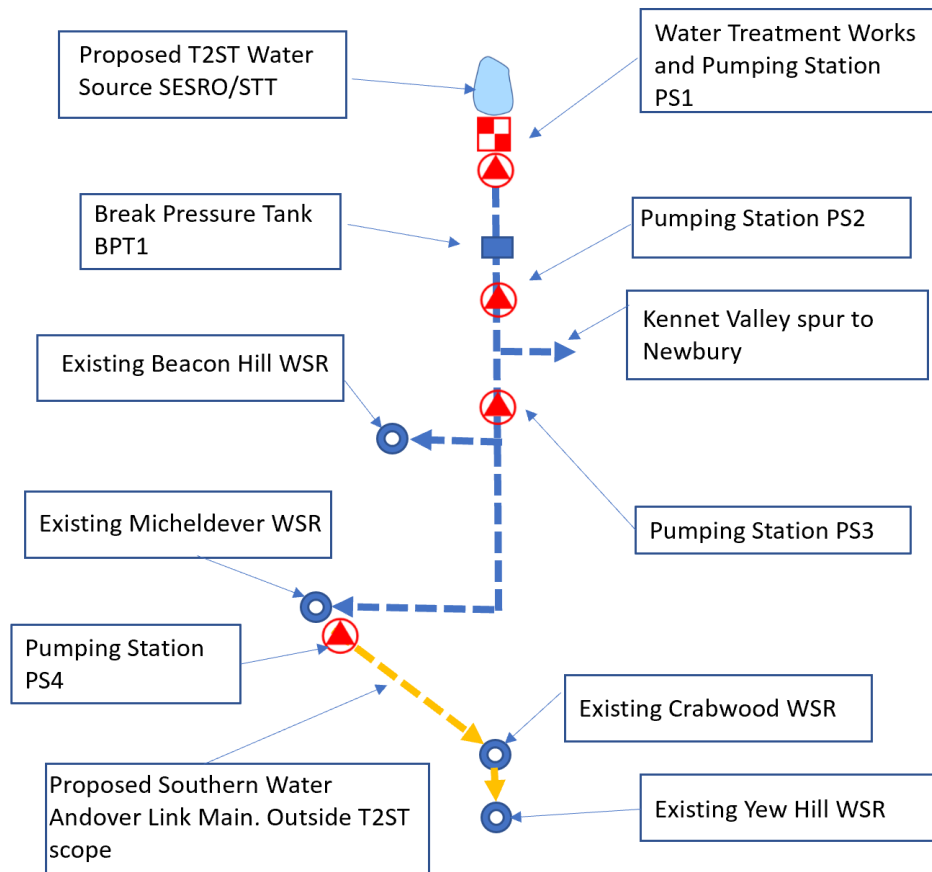 Proposed T2ST Water
Source SESRO/STT
Water Treatment Works
and Pumping Station
PS1
Break Pressure Tank
BPT1
Pumping Station PS2
Kennet Valley spur to
Newbury
Existing Beacon Hill WSR
Existing Micheldever WSR
Pumping Station PS3
Pumping Station
PS4
Existing Crabwood WSR
Proposed Southern Water
Andover Link Main. Outside T2ST
scope
Existing Yew Hill WSR